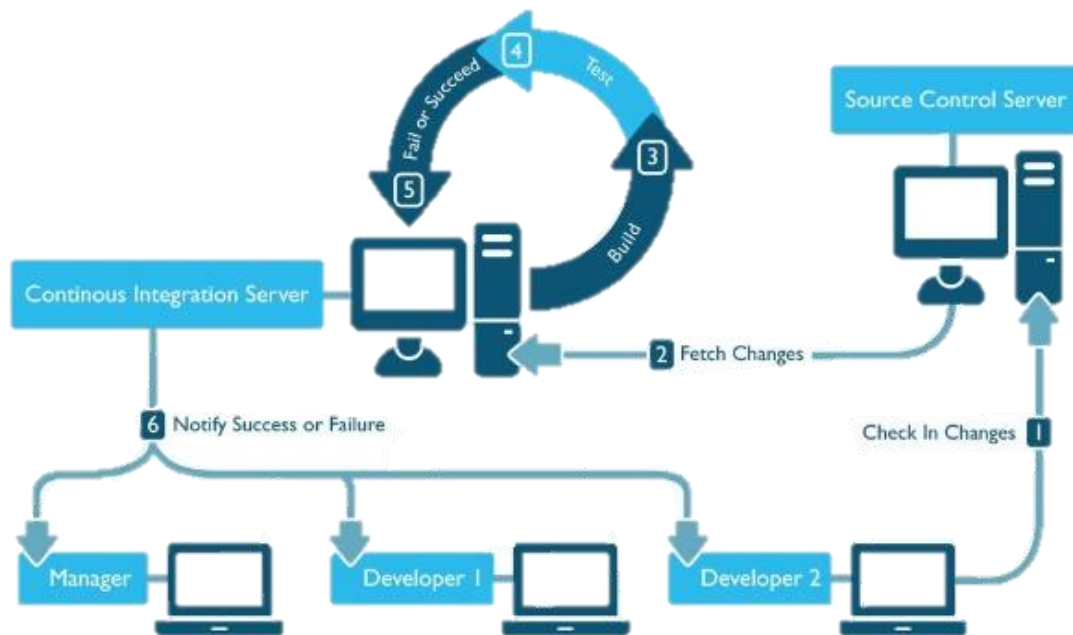 4
Test
Fail or Succeed
3
5
Build
Source Control Server
Continous Integration Server
2 Fetch Changes
6 Notify Success or Failure
Check In Changes 1
Manager
Developer 1
Developer 2